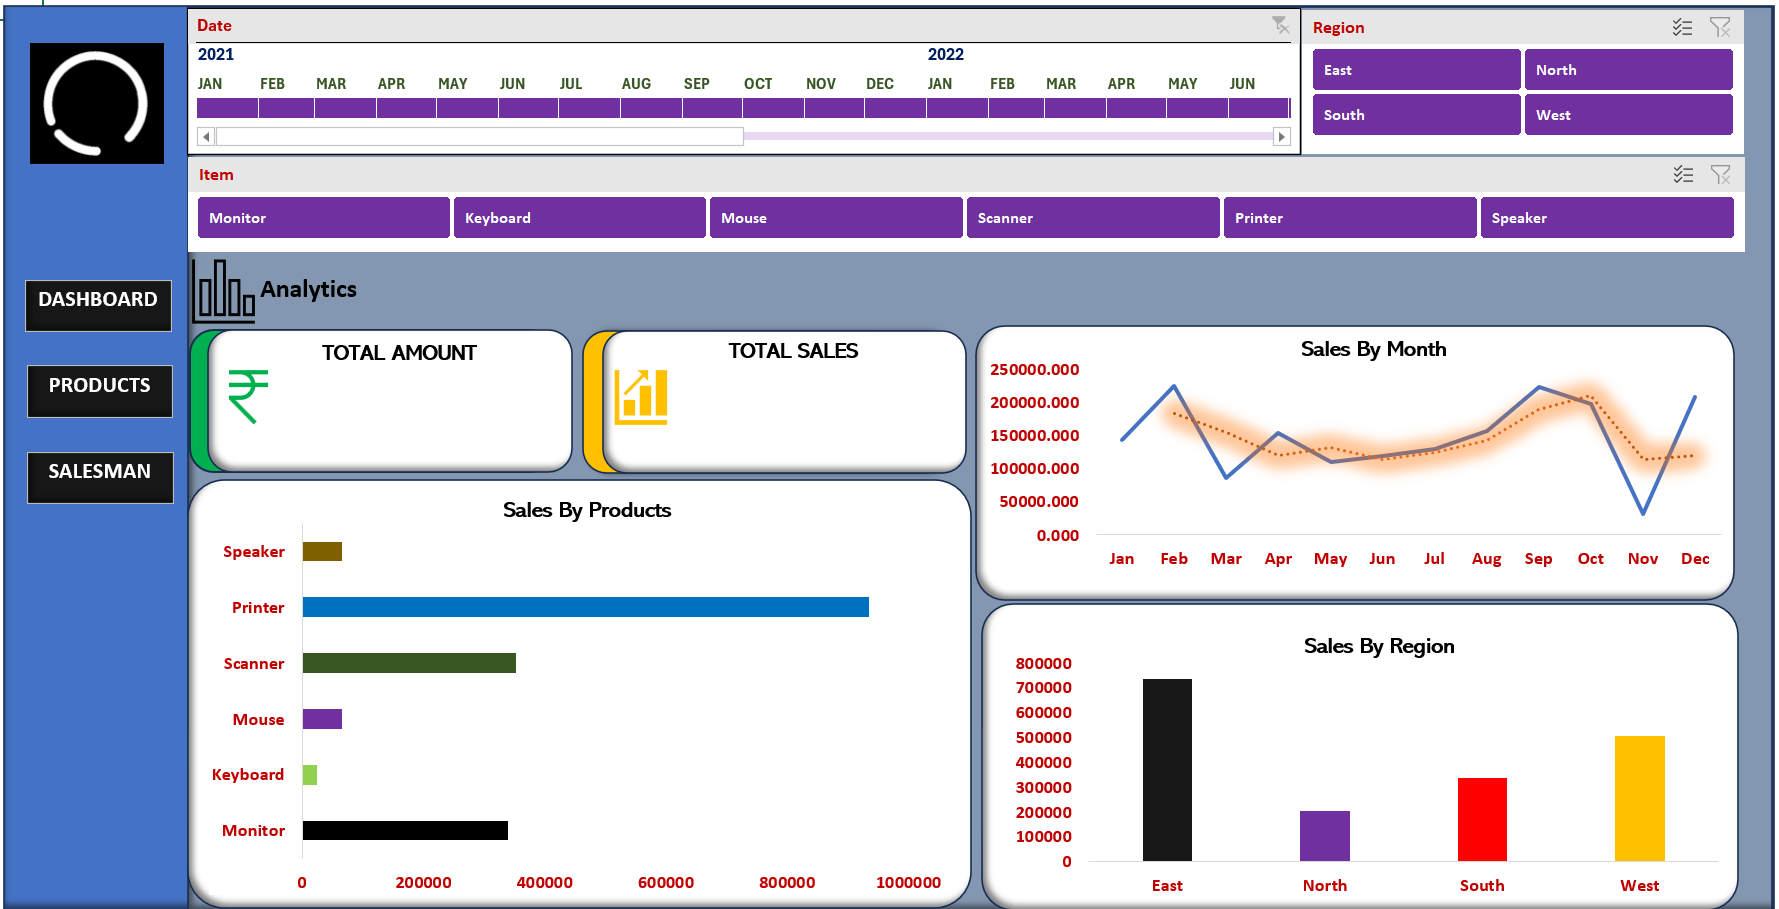 Date
2021 2022
JAN FEB MAR APR MAY JUN JUL AUG SEP OCT NOV DEC JAN FEB MAR APR MAY JUN
Region
East North
South West
Item
Monitor Keyboard Mouse Scanner Printer Speaker
DASHBOARD
PRODUCTS
SALESMAN
Analytics
TOTAL AMOUNT
₹
TOTAL SALES
Sales By Month
250000.000
200000.000
150000.000
100000.000
50000.000
0.000
Jan Feb Mar Apr May Jun Jul Aug Sep Oct Nov Dec
Sales By Products
Speaker
Printer
Scanner
Mouse
Keyboard
Monitor
0 200000 400000 600000 800000 1000000
Sales By Region
800000
700000
600000
500000
400000
300000
200000
100000
0
East North South West